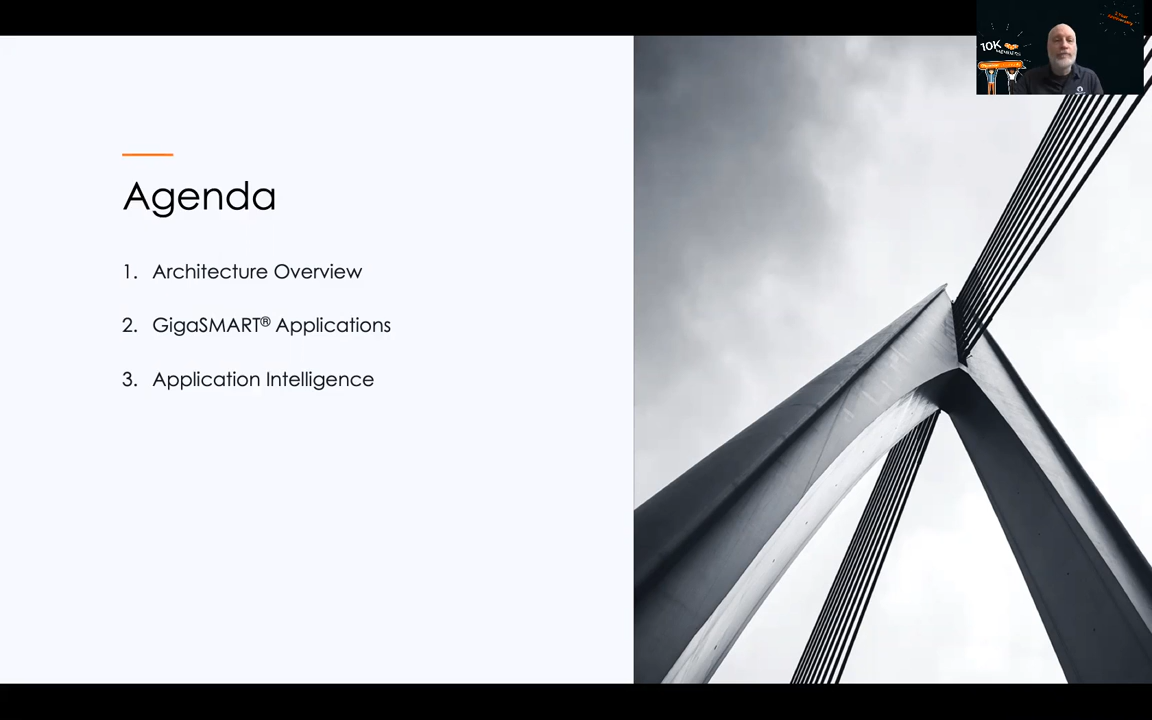 Agenda
1. Architecture Overview
2. GigaSMART® Applications
3. Application Intelligence
10K